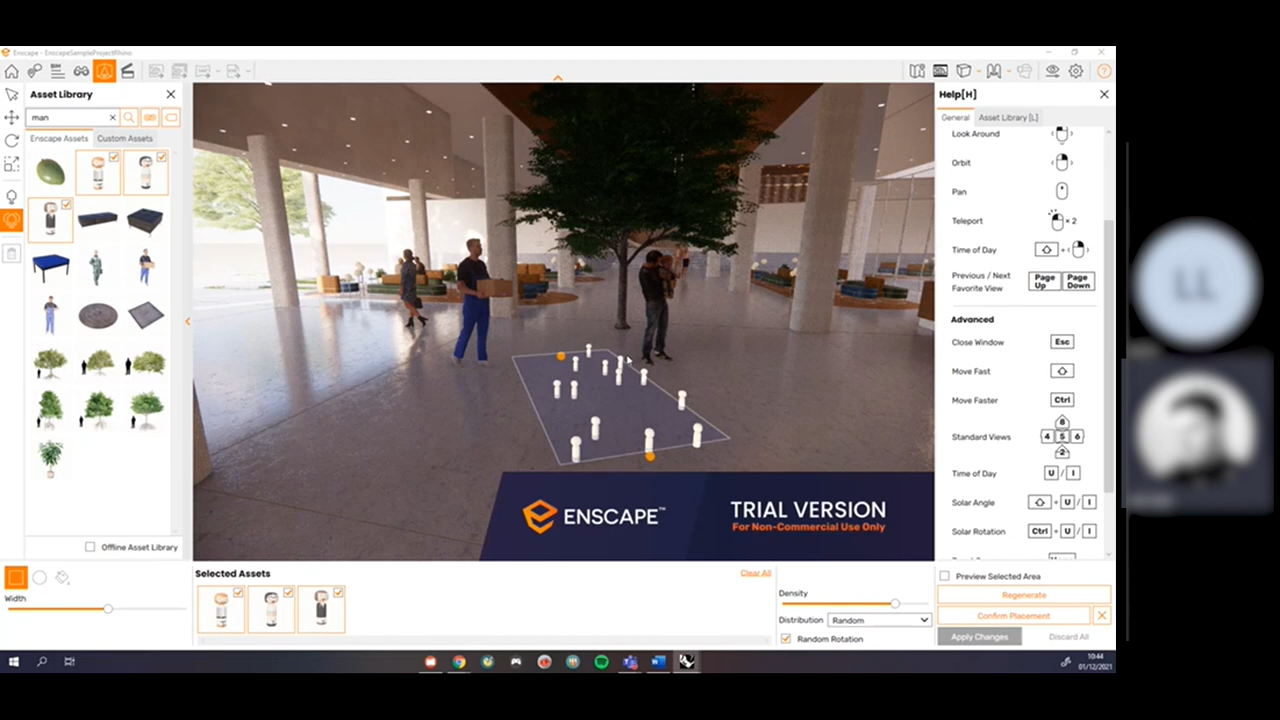 Enscape - EnscapeSampleProjectRhino
Asset Library
man
Enscape Assets
Custom Assets
Offline Asset Library
Width
Selected Assets
Clear All
Density
Distribution
Random
Random Rotation
ENSCAPE™
TRIAL VERSION
For Non-Commercial Use Only
Help[H]
General
Asset Library [L]
Look Around
Orbit
Pan
Teleport
× 2
Time of Day
+
Previous / Next
Favorite View
Page Up
Page Down
Advanced
Close Window
Esc
Move Fast
Move Faster
Ctrl
Standard Views
8
4 5 6
2
Time of Day
U / I
Solar Angle
+ U / I
Solar Rotation
Ctrl + U / I
Preview Selected Area
Regenerate
Confirm Placement
Apply Changes
Discard All
10:44
01/12/2021
LL